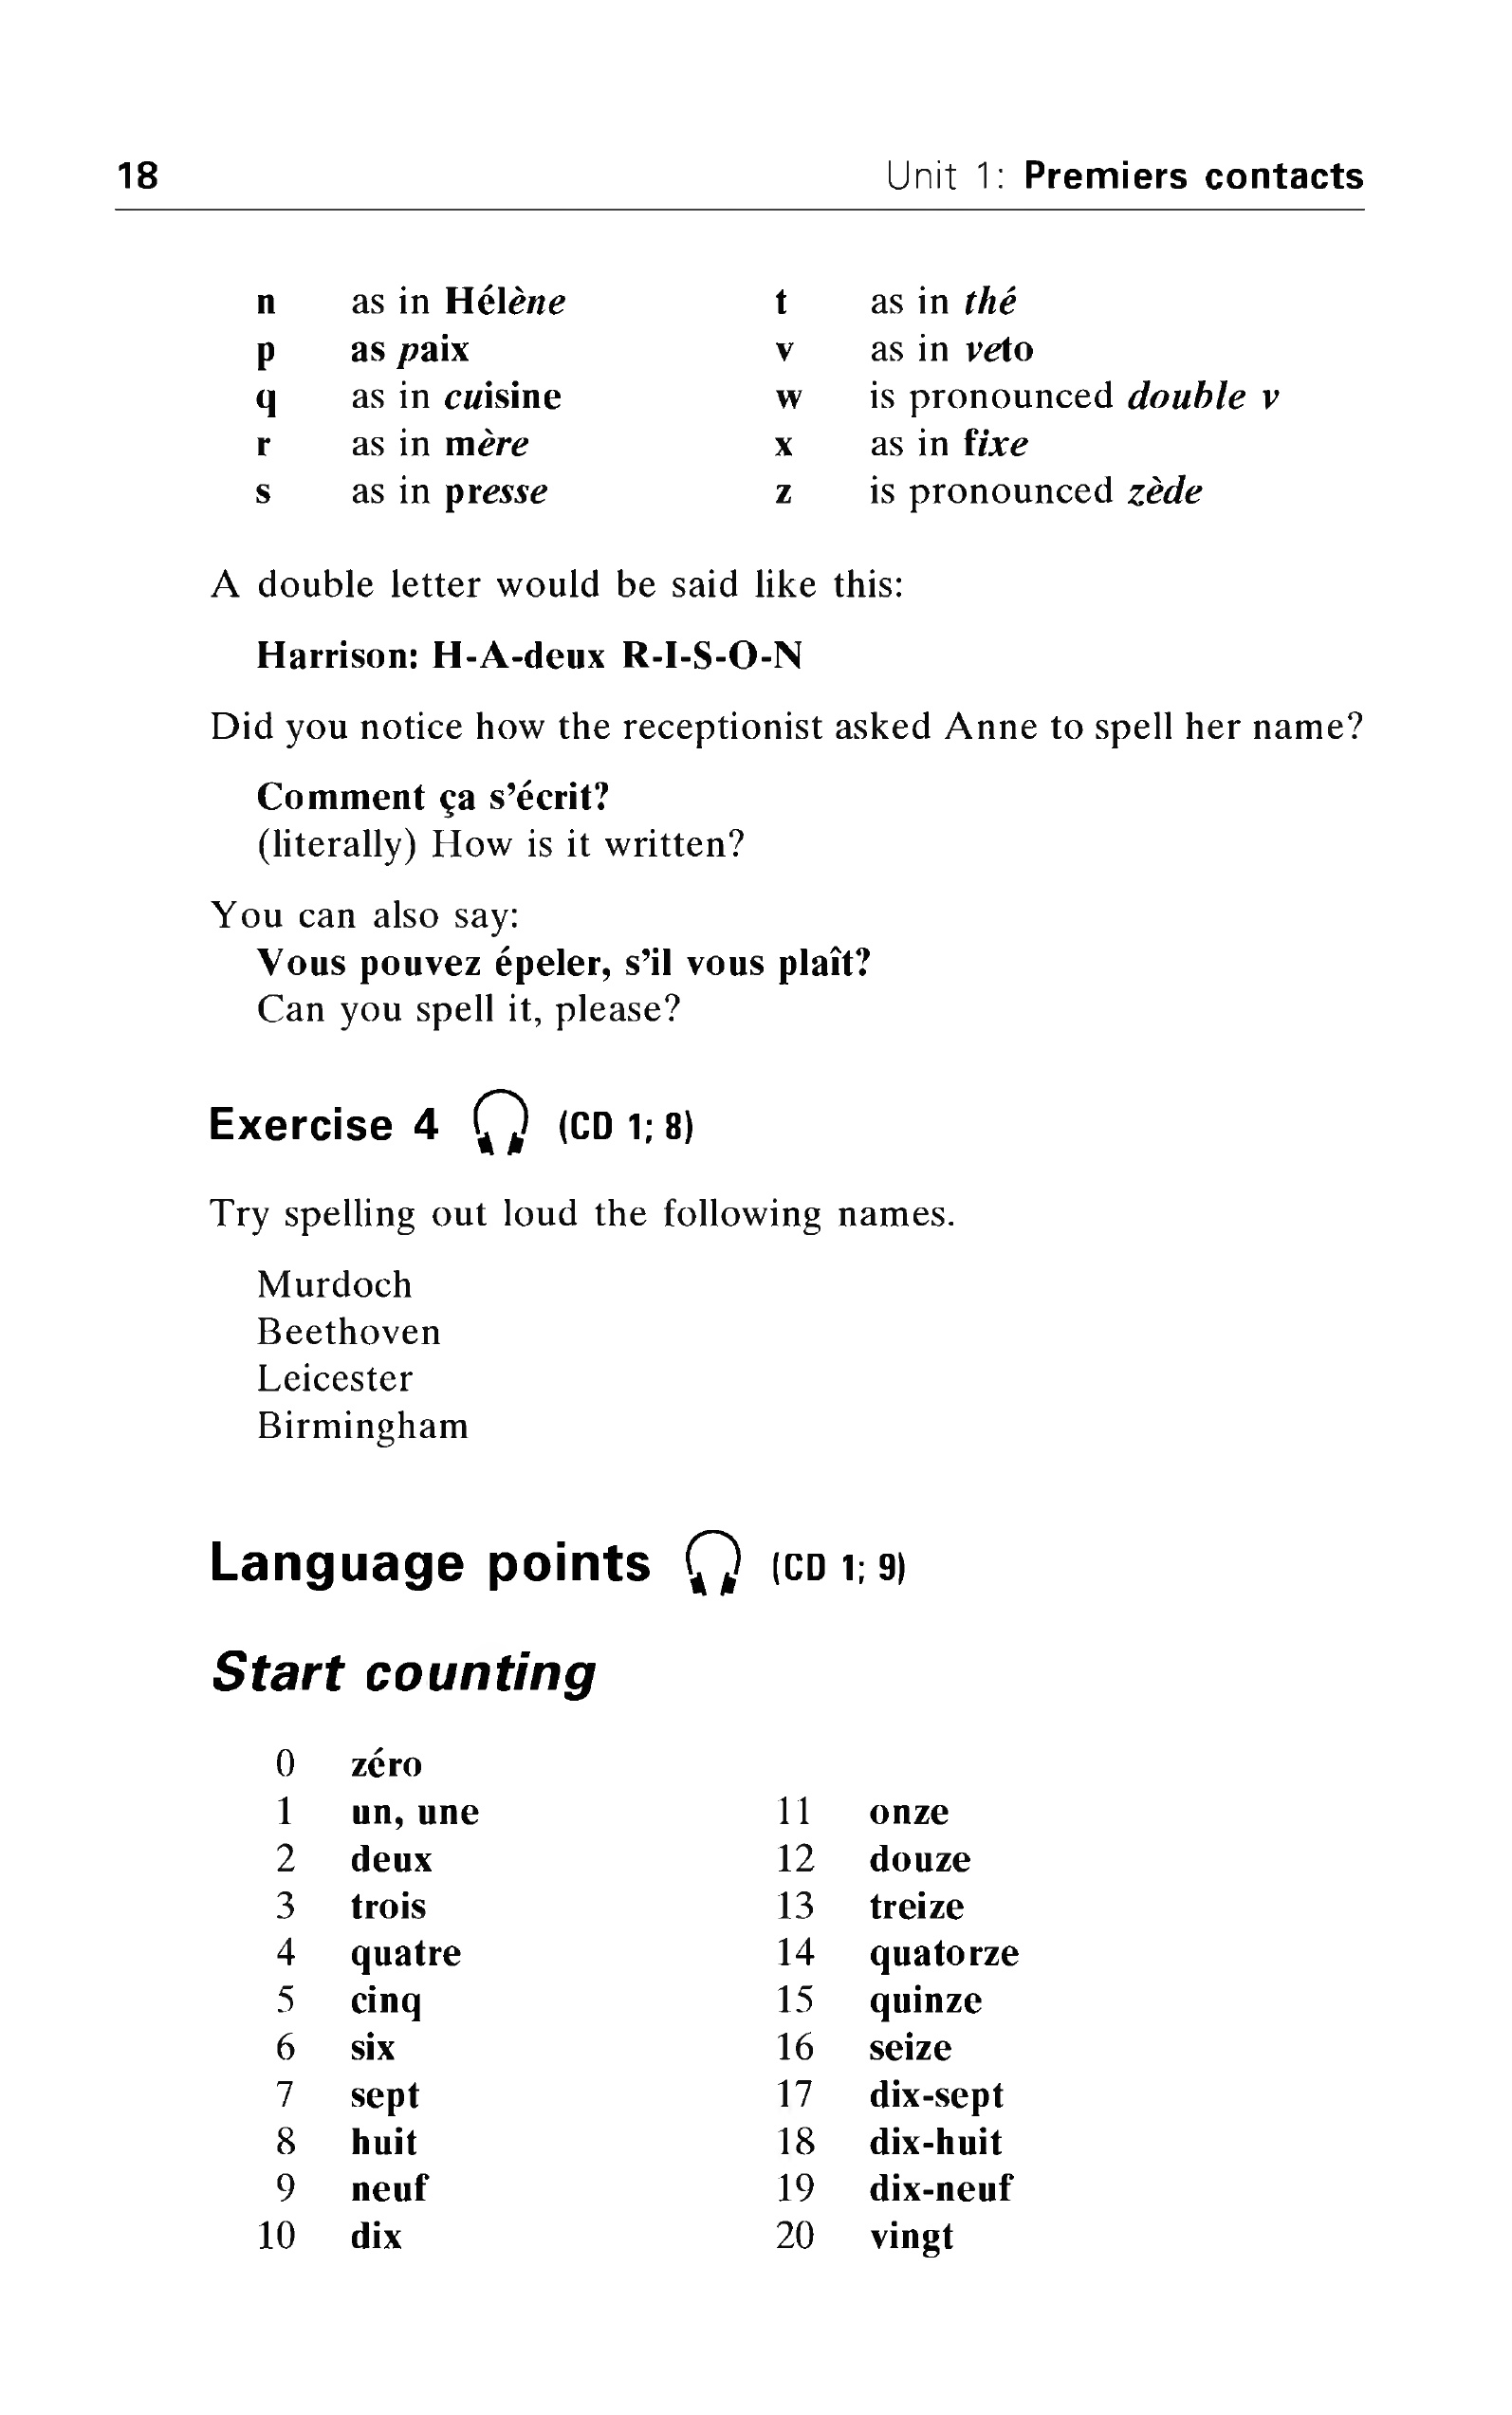 18 Unit 1: Premiers contacts
n as in Hélène t as in thé
p as paix v as in veto
q as in cuisine w is pronounced double v
r as in mère x as in fixe
s as in presse z is pronounced zède
A double letter would be said like this:
Harrison: H-A-deux R-I-S-O-N
Did you notice how the receptionist asked Anne to spell her name?
Comment ça s’écrit?
(literally) How is it written?
You can also say:
Vous pouvez épeler, s’il vous plaît?
Can you spell it, please?
Exercise 4 (CD 1; 8)
Try spelling out loud the following names.
Murdoch
Beethoven
Leicester
Birmingham
Language points (CD 1; 9)
Start counting
0 zéro
1 un, une 11 onze
2 deux 12 douze
3 trois 13 treize
4 quatre 14 quatorze
5 cinq 15 quinze
6 six 16 seize
7 sept 17 dix-sept
8 huit 18 dix-huit
9 neuf 19 dix-neuf
10 dix 20 vingt